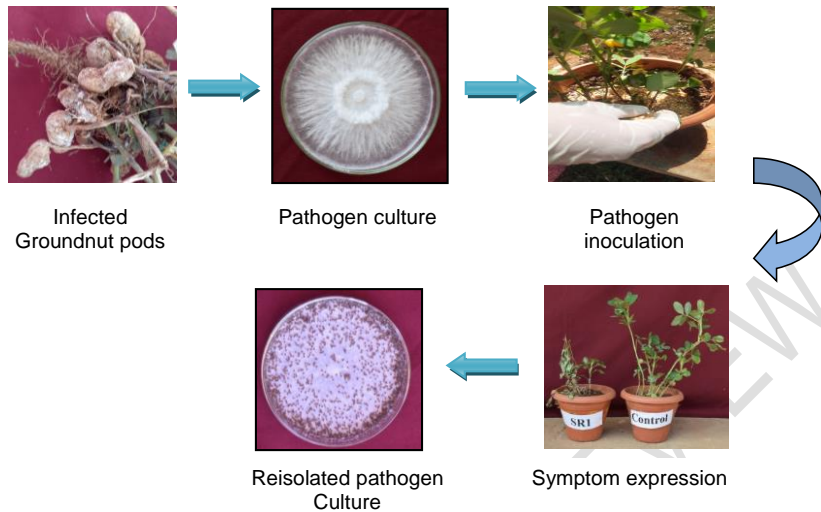 Infected
Groundnut pods
Pathogen culture
Pathogen
inoculation
SR1
Control
Reisolated pathogen
Culture
Symptom expression